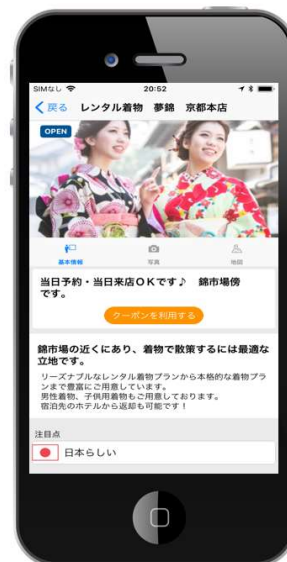 SIMなし 20:52
戻る レンタル着物 夢錦 京都本店
OPEN
基本情報 写真 地図
当日予約・当日来店OKです♪ 錦市場傍
です。
クーポンを利用する
錦市場の近くにあり、着物で散策するには最適な
立地です。
リーズナブルなレンタル着物プランから本格的な着物プラ
ンまで豊富にご用意しています。
男性着物、子供用着物もご用意しております。
宿泊先のホテルから返却も可能です！
注目点
日本らしい